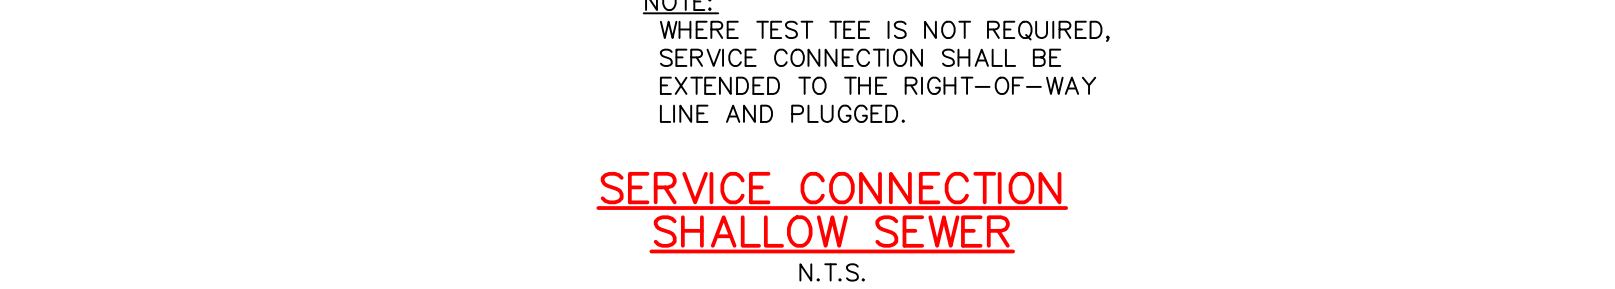 NOTE:
WHERE TEST TEE IS NOT REQUIRED,
SERVICE CONNECTION SHALL BE
EXTENDED TO THE RIGHT-OF-WAY
LINE AND PLUGGED.
SERVICE CONNECTION
SHALLOW SEWER
N.T.S.